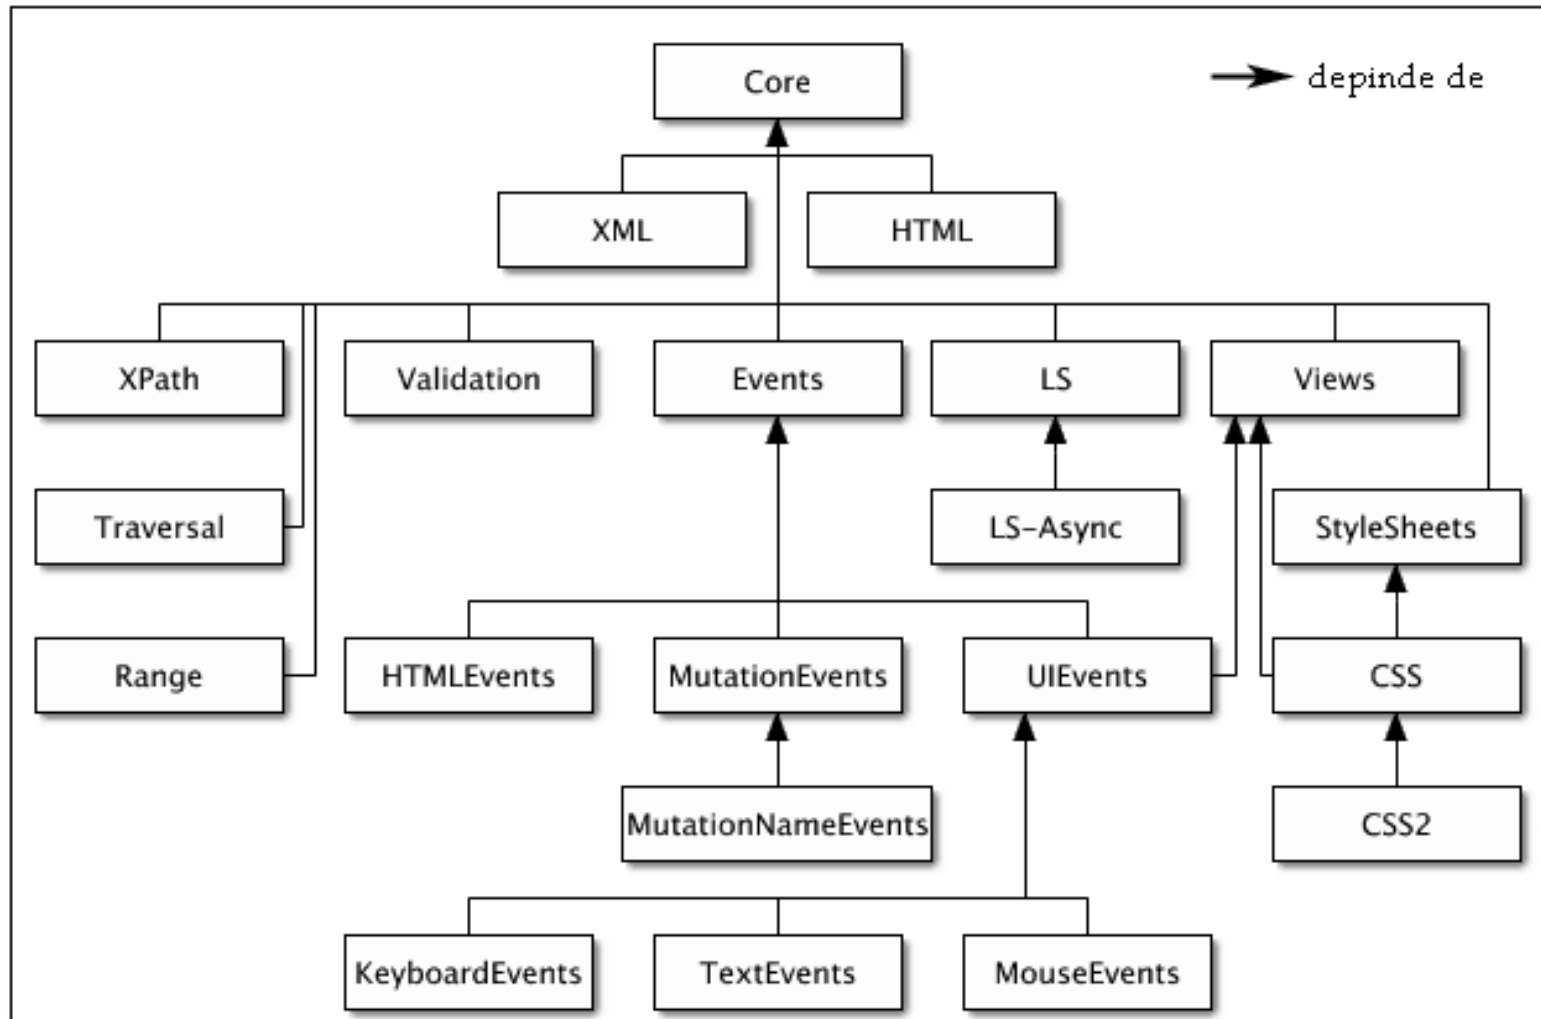 Core
depinde de
XML
HTML
XPath
Validation
Events
LS
Views
Traversal
LS-Async
StyleSheets
Range
HTMLEvents
MutationEvents
UIEvents
CSS
MutationNameEvents
CSS2
KeyboardEvents
TextEvents
MouseEvents